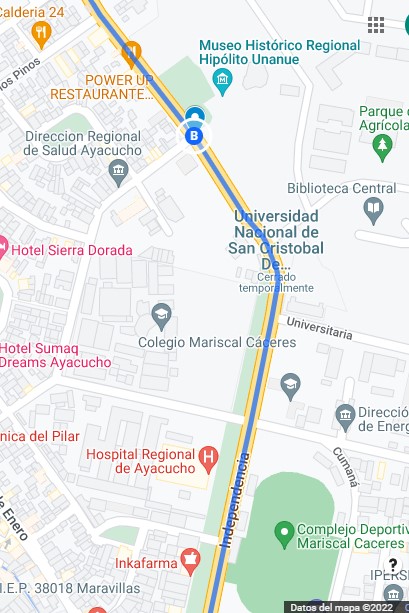 Calderia 24
os Pinos
POWER UP
RESTAURANTE...
Museo Histórico Regional
Hipólito Unanue
Parque
Agrícola
Direccion Regional
de Salud Ayacucho
B
Biblioteca Central
Universidad
Nacional de
San Cristobal
De...
Cerrado
temporalmente
Hotel Sierra Dorada
Universitaria
Colegio Mariscal Cáceres
Hotel Sumaq
Dreams Ayacucho
Direcció
de Energ
nica del Pilar
Hospital Regional
de Ayacucho
H
Cumaná
Independencia
de Enero
Complejo Deportiv
Mariscal Caceres
Inkafarma
?
I.E.P. 38018 Maravillas
IPERS
Datos del mapa ©2022